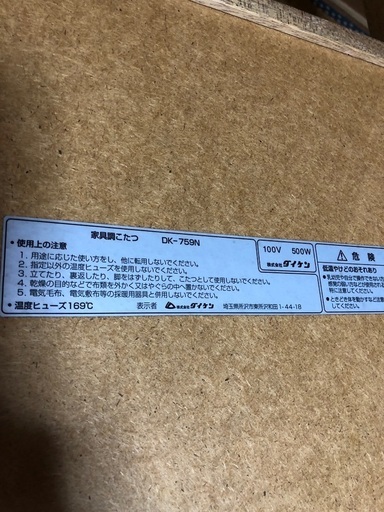 家具調こたつ DK-759N
● 使用上の注意
1. 用途に応じた使い方をし、他に転用しないでください。
2. 指定以外の温度ヒューズを使用しないでください。
3. 立てたり、裏返したり、脚をはずしたりして、こたつとして使用しないでください。
4. 乾燥の目的などで衣類を外又はやぐらの中へ置かないでください。
5. 電気毛布、電気敷布等の採暖用器具と併用しないでください。
● 温度ヒューズ169℃ 表示者 株式会社 ダイケン 埼玉県所沢市東所沢和田1-44-18
100V 500W
株式会社 ダイケン
⚠ 危険
低温やけどのおそれあり